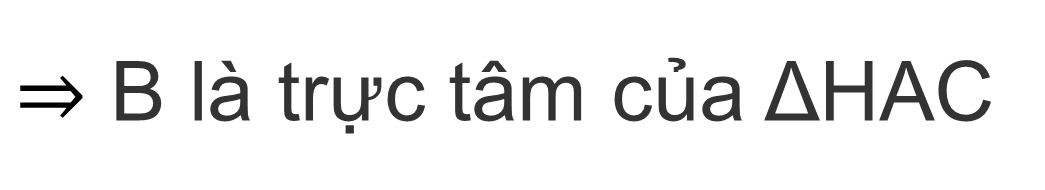 ⇒ B là trực tâm của ΔHAC